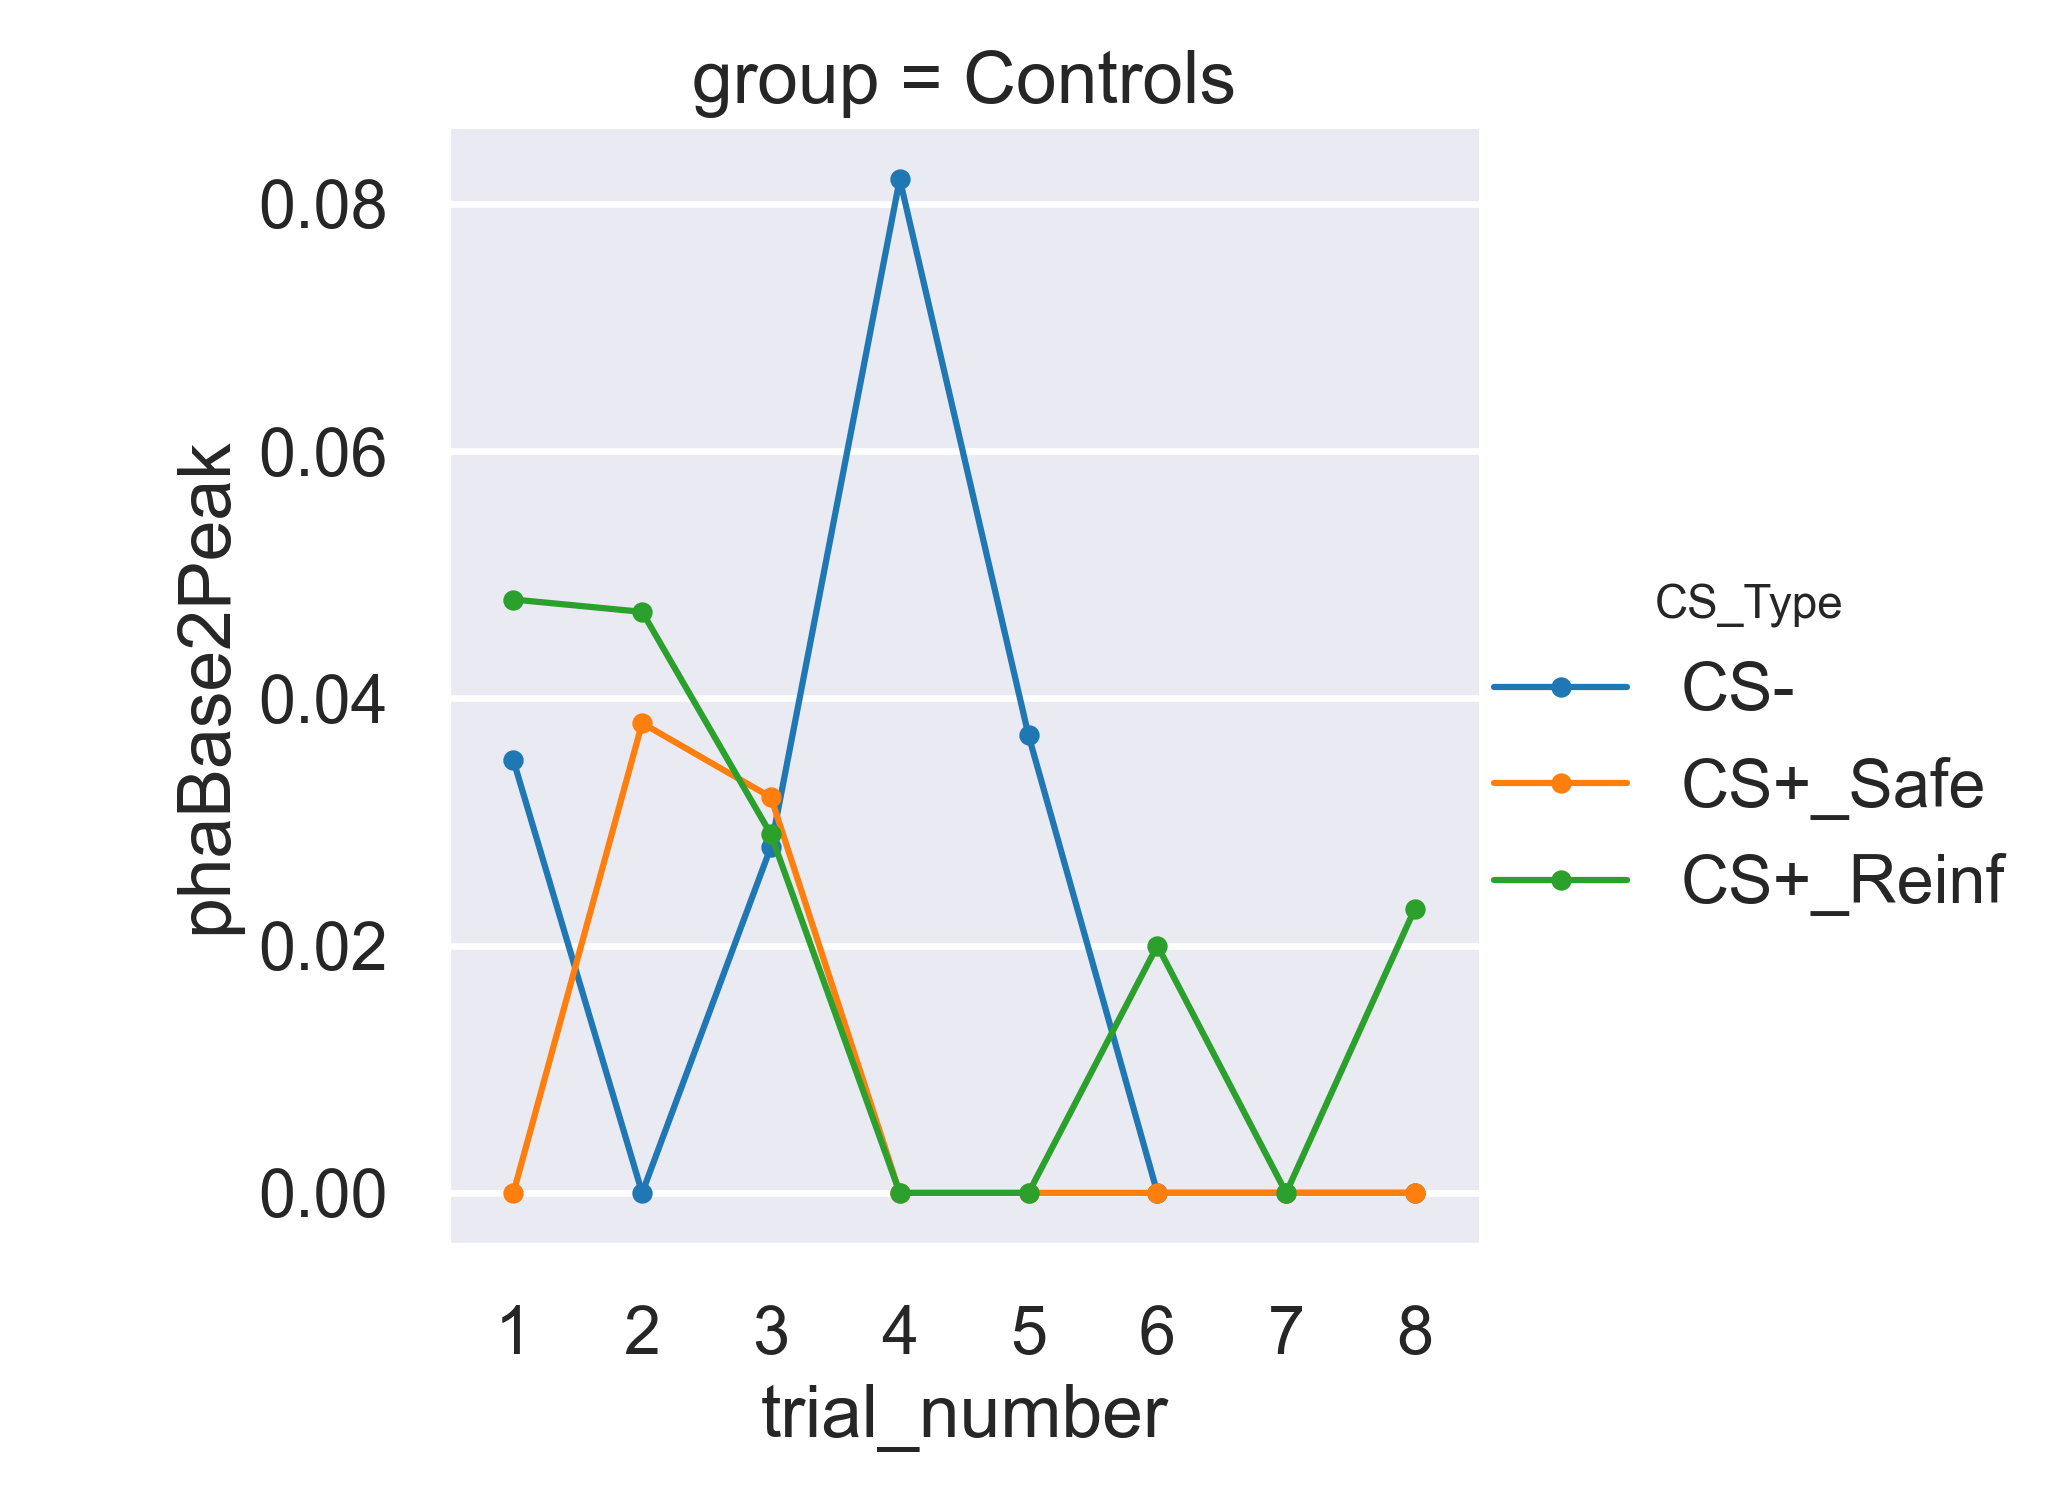 group = Controls
phaBase2Peak
0.08
0.06
0.04
0.02
0.00
1 2 3 4 5 6 7 8
trial_number
CS_Type
CS-
CS+_Safe
CS+_Reinf